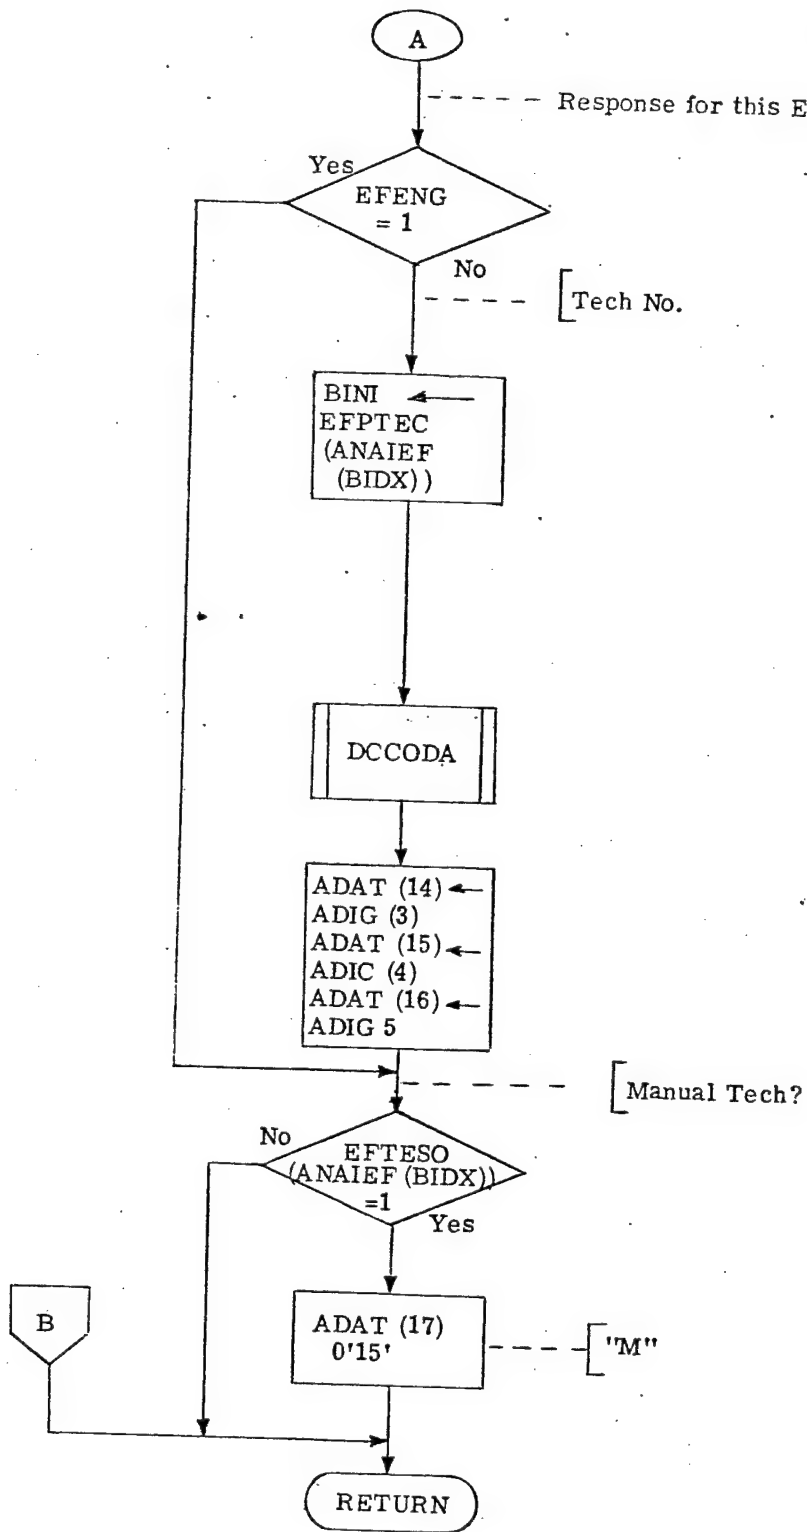 A
Response for this E
Yes
EFENG
= 1
No
[Tech No.
BINI ←
EFPTEC
(ANAIEF
(BIDX))
DCCODA
ADAT (14) ←
ADIG (3)
ADAT (15) ←
ADIC (4)
ADAT (16) ←
ADIG 5
[Manual Tech?
No
EFTESO
(ANAIEF (BIDX))
=1
Yes
B
ADAT (17)
0'15'
["M"
RETURN